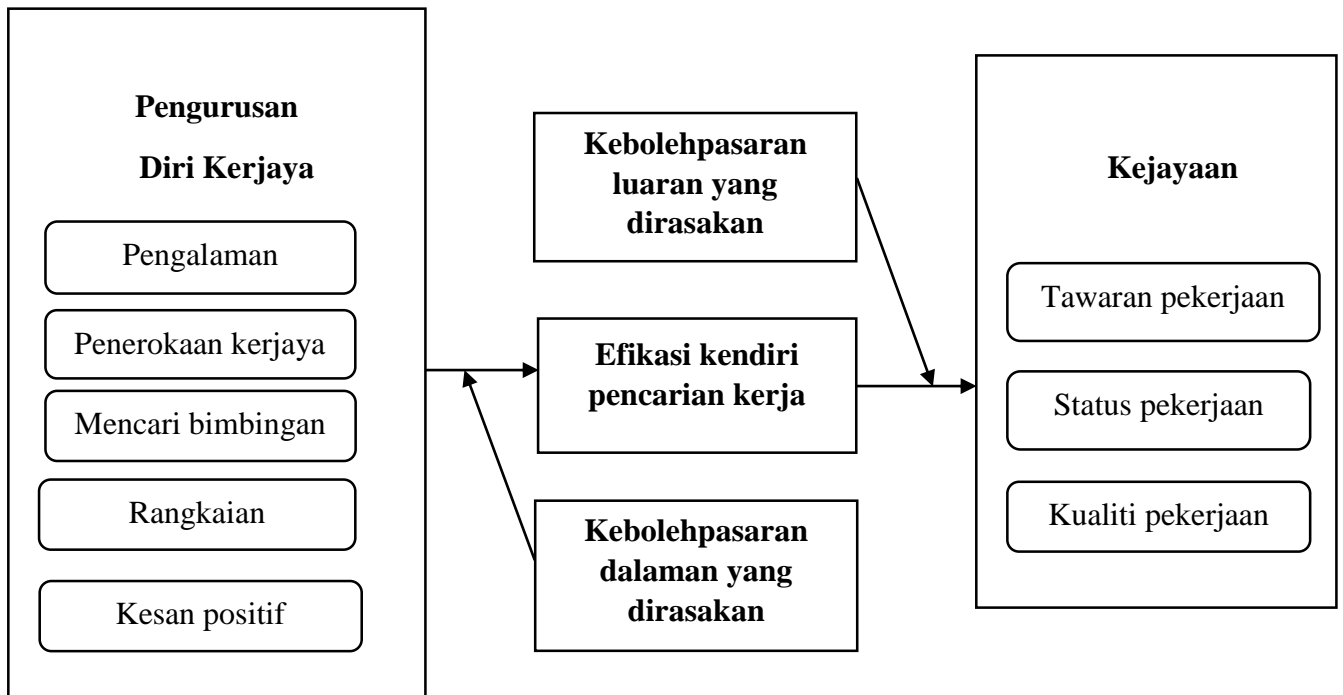 Pengurusan
Diri Kerjaya
Pengalaman
Penerokaan kerjaya
Mencari bimbingan
Rangkaian
Kesan positif
Kebolehpasaran
luaran yang
dirasakan
Efikasi kendiri
pencarian kerja
Kebolehpasaran
dalaman yang
dirasakan
Kejayaan
Tawaran pekerjaan
Status pekerjaan
Kualiti pekerjaan